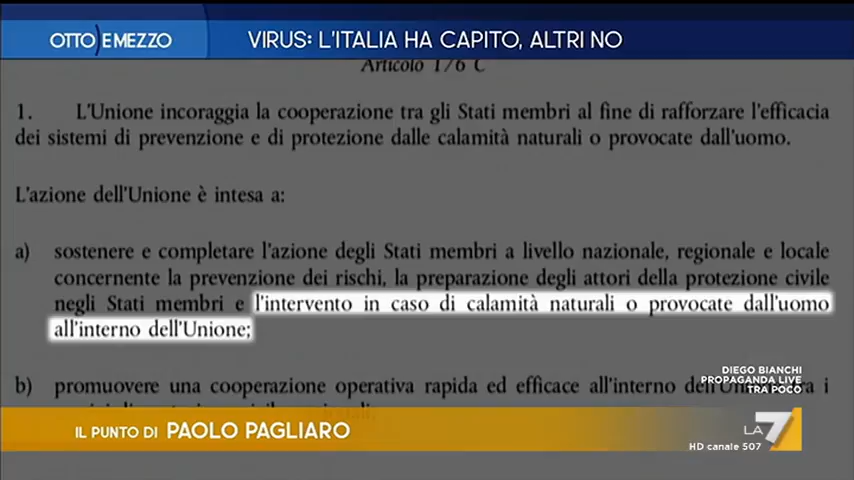 OTTO E MEZZO
VIRUS: L'ITALIA HA CAPITO, ALTRI NO
Articolo 176 C
1. L'Unione incoraggia la cooperazione tra gli Stati membri al fine di rafforzare l'efficacia
dei sistemi di prevenzione e di protezione dalle calamità naturali o provocate dall'uomo.
L'azione dell'Unione è intesa a:
a) sostenere e completare l'azione degli Stati membri a livello nazionale, regionale e locale
concernente la prevenzione dei rischi, la preparazione degli attori della protezione civile
negli Stati membri e l'intervento in caso di calamità naturali o provocate dall'uomo
all'interno dell'Unione;
b) promuovere una cooperazione operativa rapida ed efficace all'interno dell'Unione tra i
DIEGO BIANCHI
PROPAGANDA LIVE
TRA POCO
IL PUNTO DI PAOLO PAGLIARO
LA7
HD canale 507